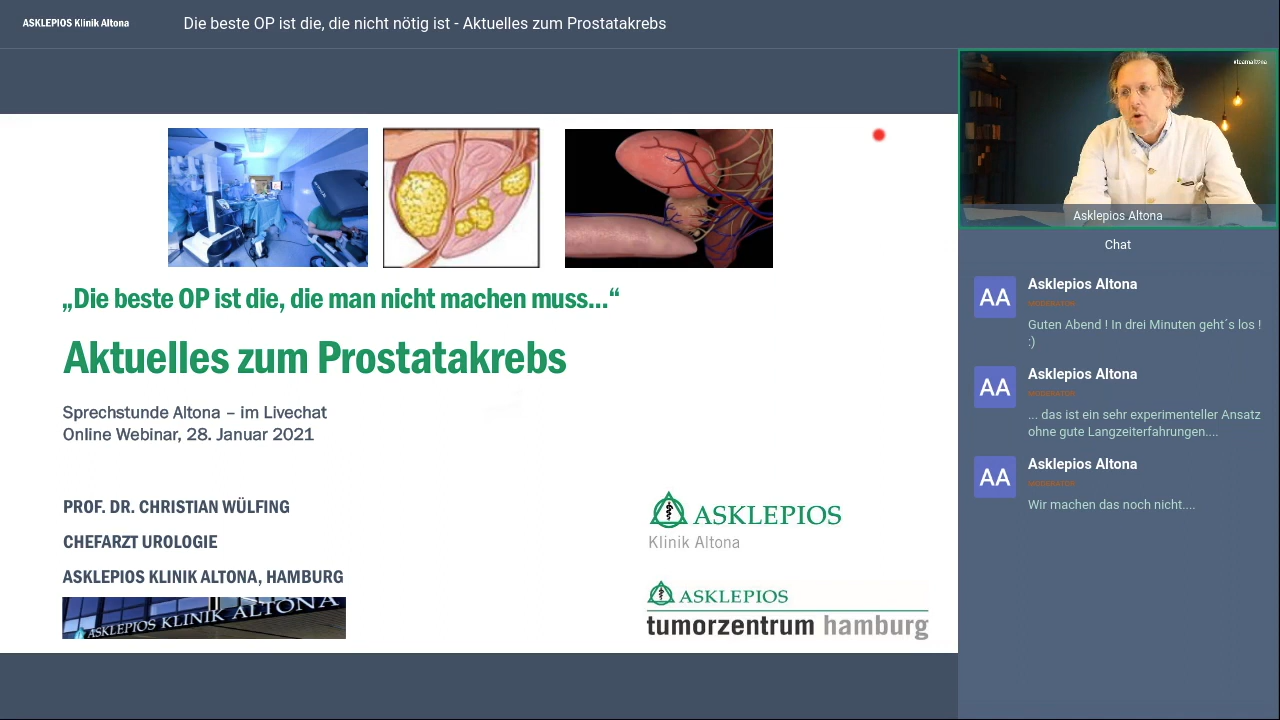 ASKLEPIOS Klinik Altona
Die beste OP ist die, die nicht nötig ist - Aktuelles zum Prostatakrebs
#teamaltona
Asklepios Altona
Chat
„Die beste OP ist die, die man nicht machen muss...“
Aktuelles zum Prostatakrebs
Sprechstunde Altona – im Livechat
Online Webinar, 28. Januar 2021
PROF. DR. CHRISTIAN WÜLFING
CHEFARZT UROLOGIE
ASKLEPIOS KLINIK ALTONA, HAMBURG
ASKLEPIOS KLINIK ALTONA
ASKLEPIOS
Klinik Altona
ASKLEPIOS
tumorzentrum hamburg
AA
Asklepios Altona
MODERATOR
Guten Abend ! In drei Minuten geht´s los !
:)
AA
Asklepios Altona
MODERATOR
... das ist ein sehr experimenteller Ansatz
ohne gute Langzeiterfahrungen....
AA
Asklepios Altona
MODERATOR
Wir machen das noch nicht....